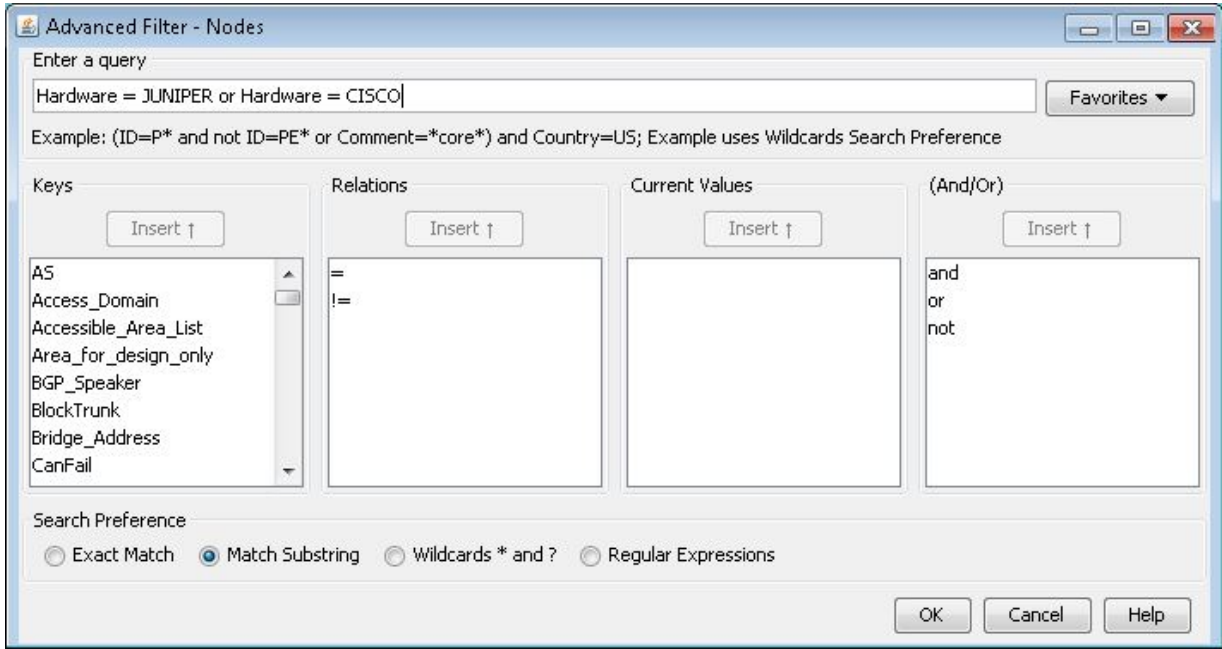 Advanced Filter - Nodes
Enter a query
Hardware = JUNIPER or Hardware = CISCO
Favorites
Example: (ID=P* and not ID=PE* or Comment=*core*) and Country=US; Example uses Wildcards Search Preference
Keys
Insert ↑
AS
Access_Domain
Accessible_Area_List
Area_for_design_only
BGP_Speaker
BlockTrunk
Bridge_Address
CanFail
Relations
Insert ↑
=
!=
Current Values
Insert ↑
(And/Or)
Insert ↑
and
or
not
Search Preference
Exact Match
Match Substring
Wildcards * and ?
Regular Expressions
OK
Cancel
Help